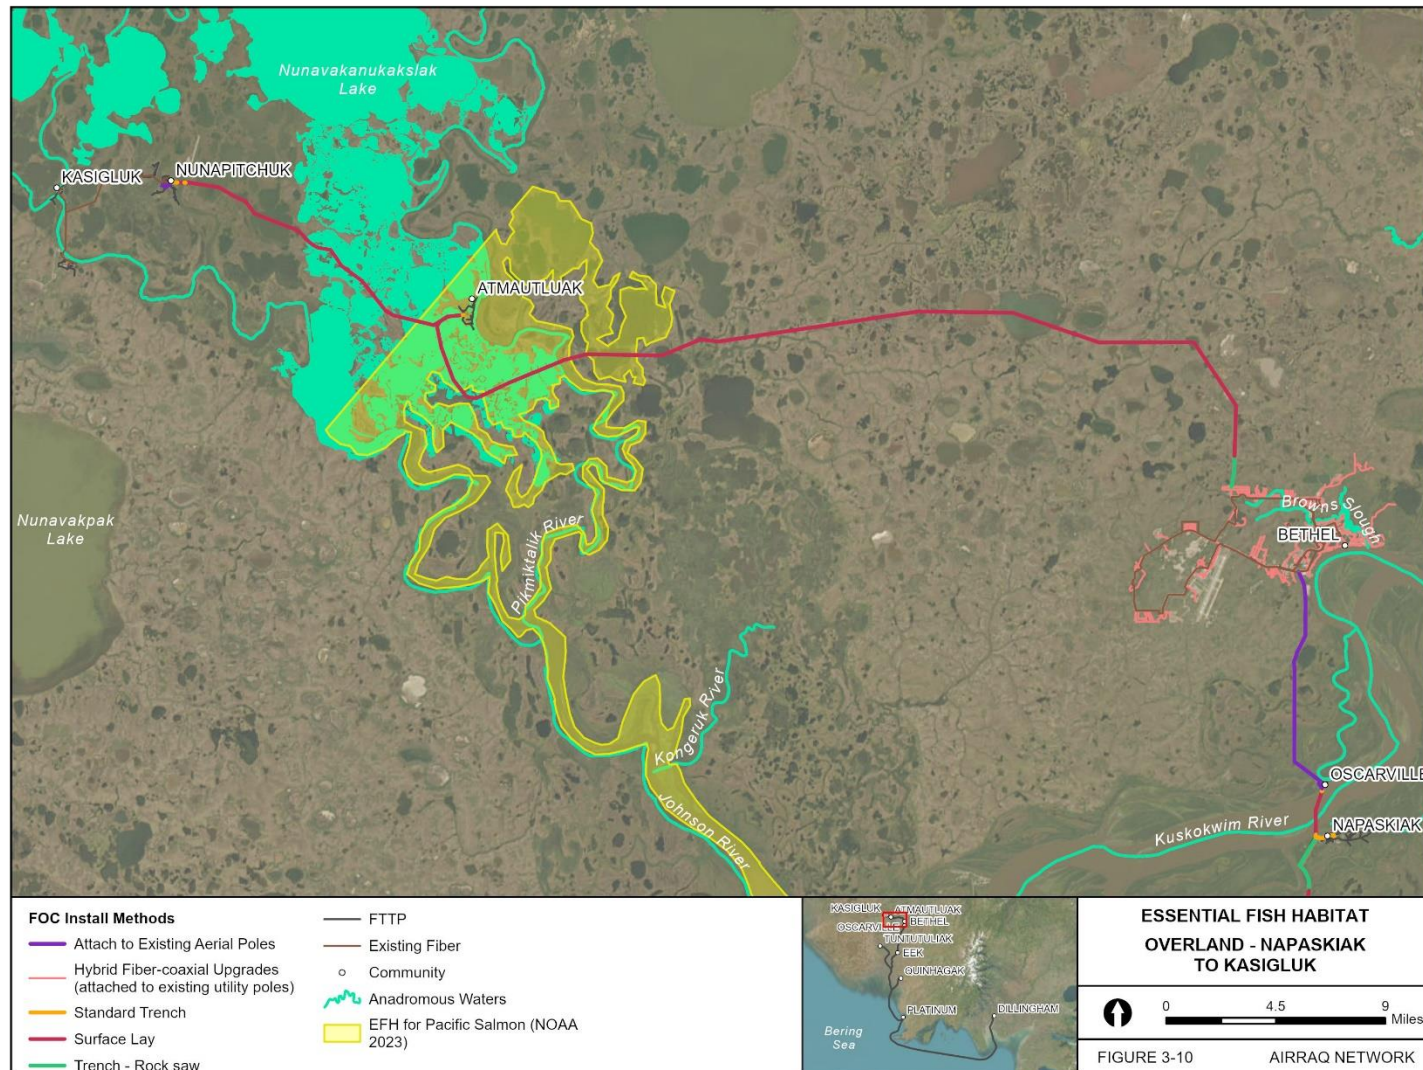 Nunavakanukakslak
Lake
KASIGLUK
NUNAPITCHUK
ATMAUTLUAK
Nunavakpak
Lake
Pikmiktalik River
Browns Slough
BETHEL
Kongeruk River
Johnson River
OSCARVILLE
Kuskokwim River
NAPASKIAK
FOC Install Methods
Attach to Existing Aerial Poles
Hybrid Fiber-coaxial Upgrades
(attached to existing utility poles)
Standard Trench
Surface Lay
Trench - Rock saw
FTTP
Existing Fiber
Community
Anadromous Waters
EFH for Pacific Salmon (NOAA
2023)
KASIGLUK
ATMAUTLUAK
BETHEL
OSCARVILLE
TUNTUTULIAK
EEK
QUINHAGAK
PLATINUM
DILLINGHAM
Bering
Sea
ESSENTIAL FISH HABITAT
OVERLAND - NAPASKIAK
TO KASIGLUK
0 4.5 9
Miles
FIGURE 3-10 AIRRAQ NETWORK